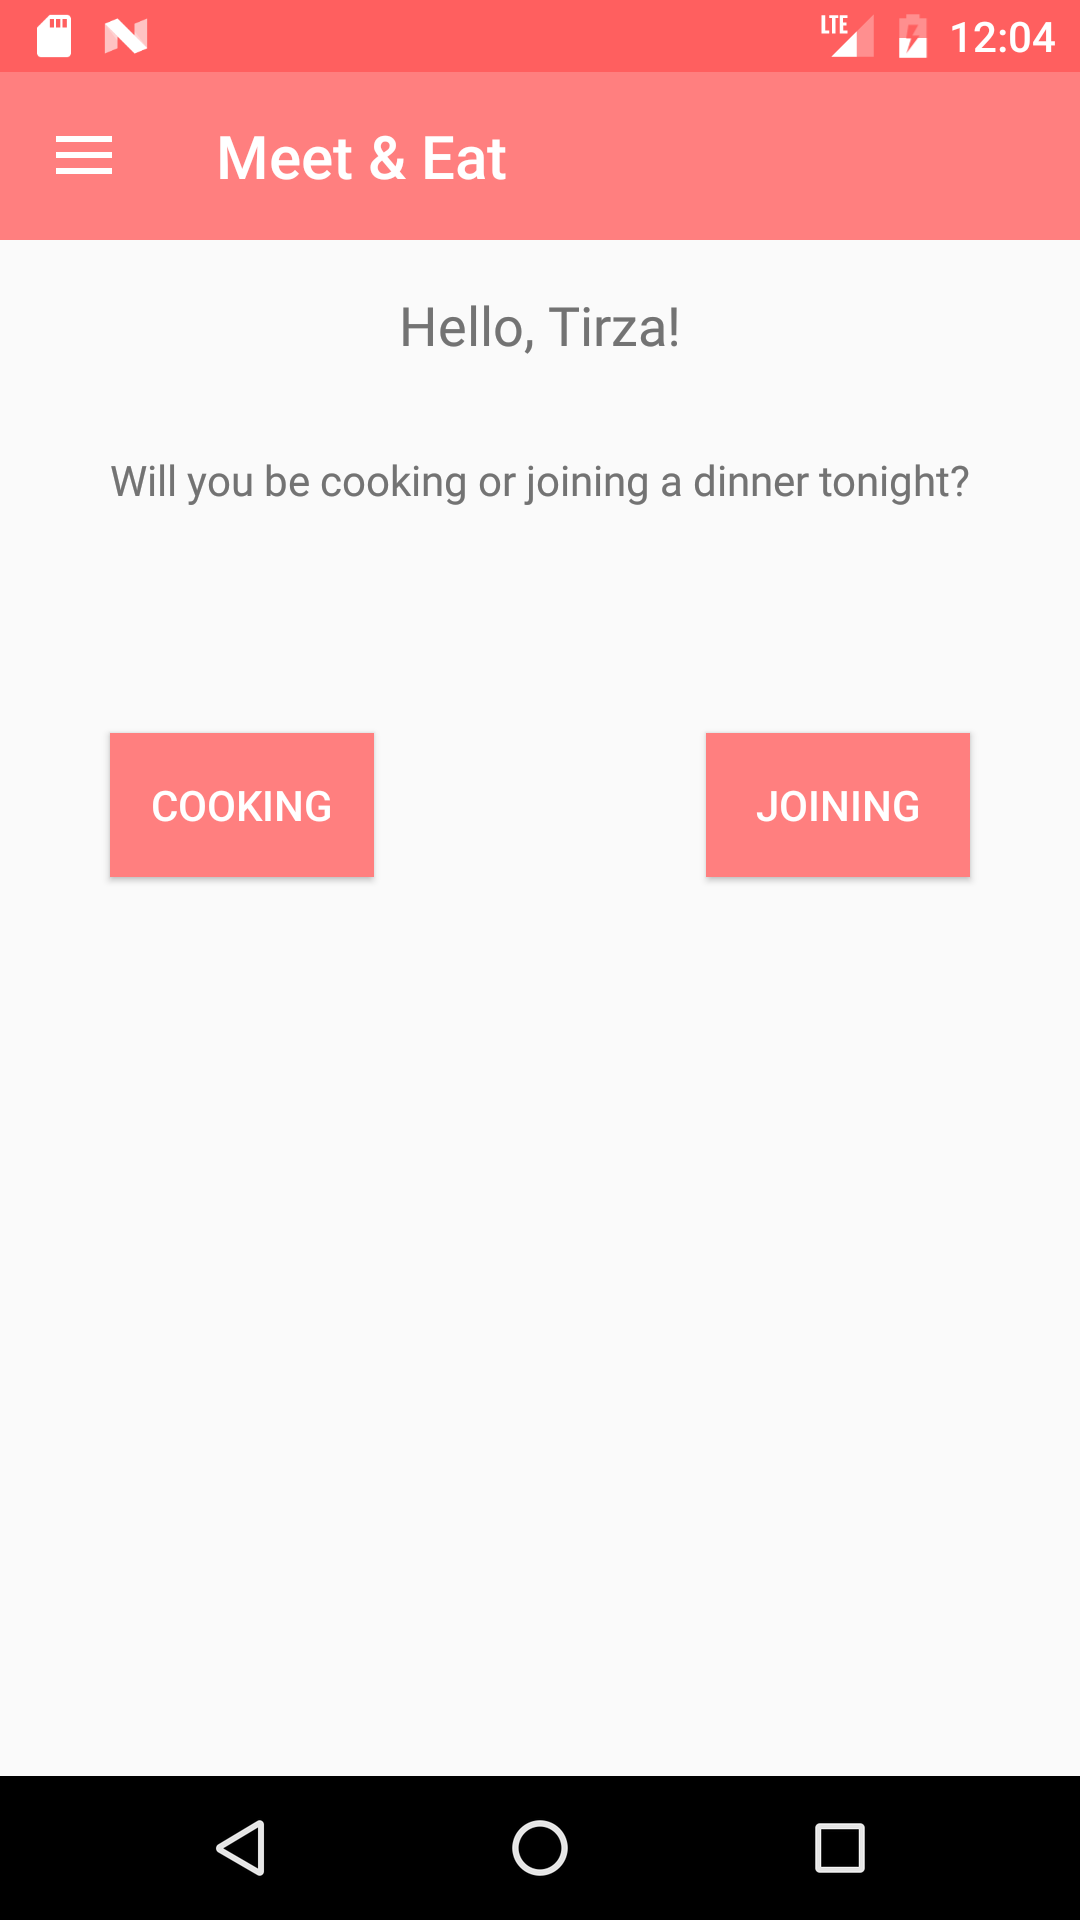 LTE 12:04
Meet & Eat
Hello, Tirza!
Will you be cooking or joining a dinner tonight?
COOKING JOINING